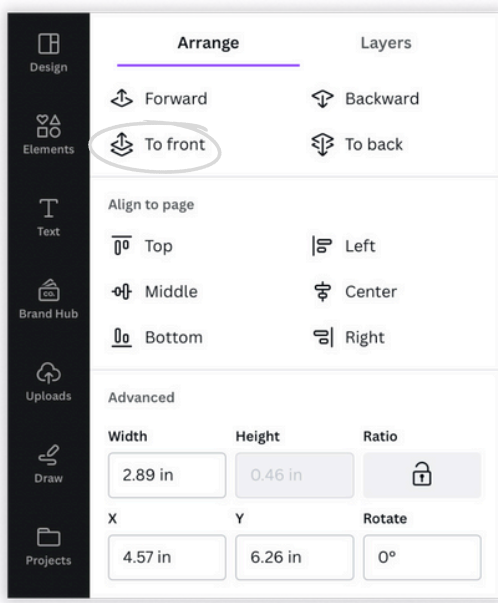 Design
Elements
Text
CO.
Brand Hub
Uploads
Draw
Projects
Arrange Layers
Forward Backward
To front To back
Align to page
Top Left
Middle Center
Bottom Right
Advanced
Width Height Ratio
2.89 in 0.46 in
X Y Rotate
4.57 in 6.26 in 0°